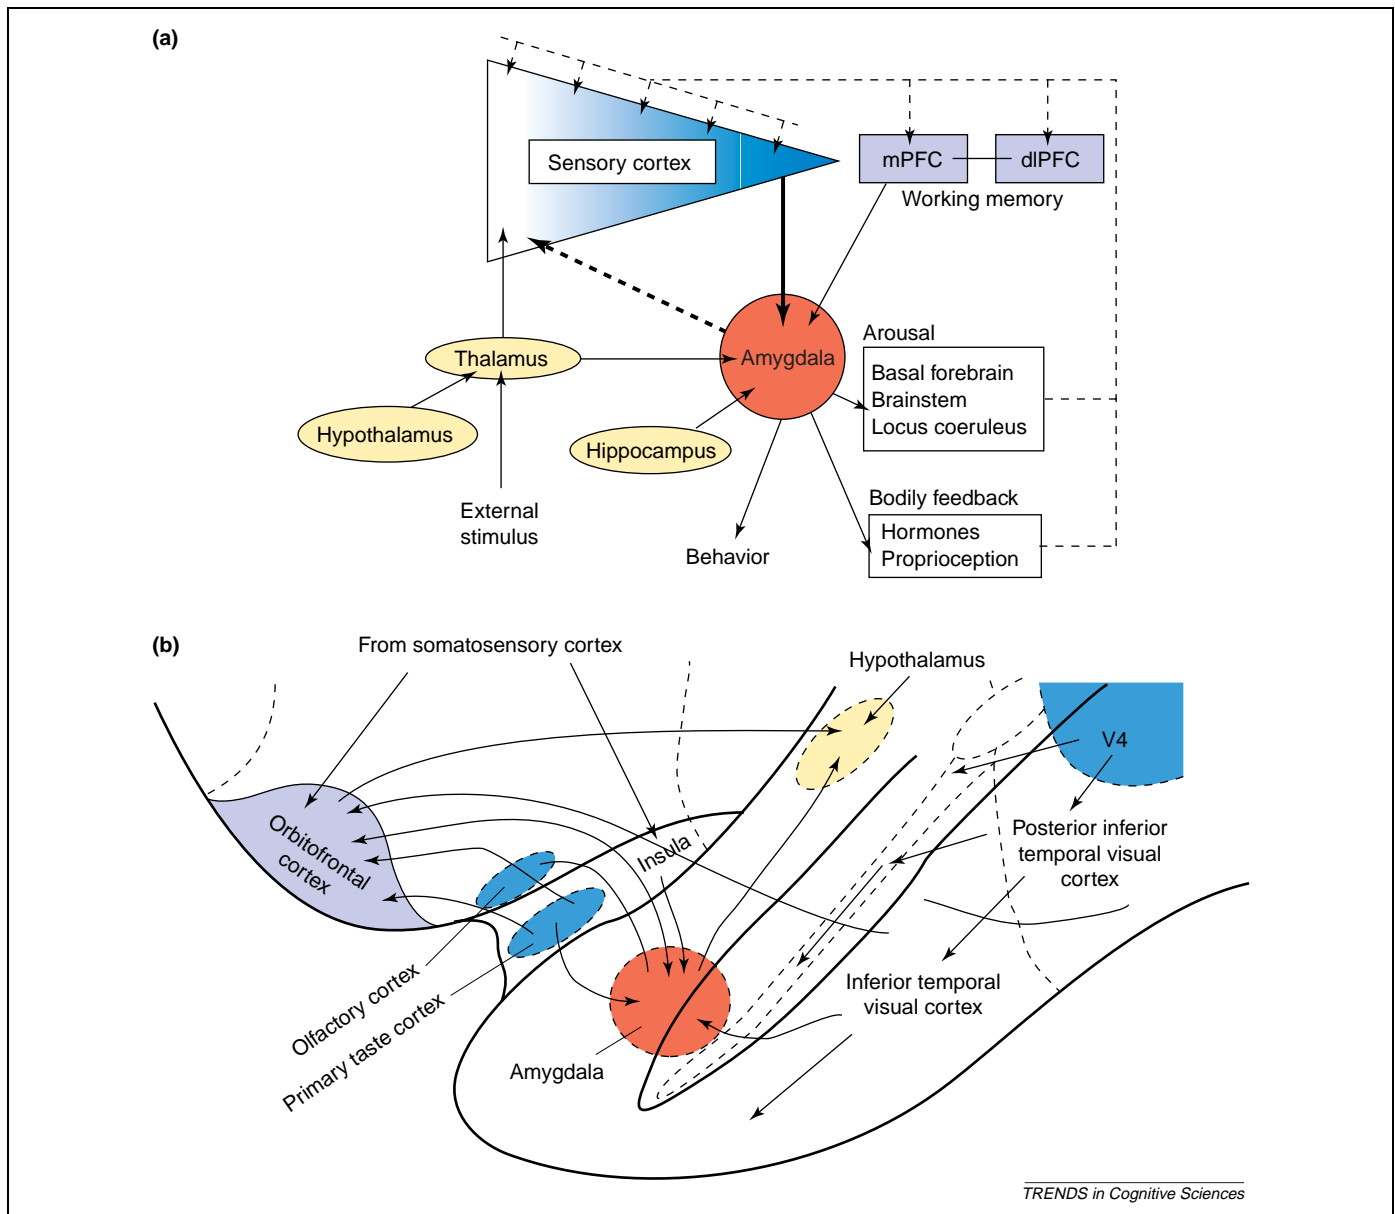 (a)
Sensory cortex
mPFC
dlPFC
Working memory
Thalamus
Amygdala
Arousal
Basal forebrain
Brainstem
Locus coeruleus
Hypothalamus
Hippocampus
External
stimulus
Behavior
Bodily feedback
Hormones
Proprioception
(b)
From somatosensory cortex
Hypothalamus
V4
Orbitofrontal
cortex
Insula
Posterior inferior
temporal visual
cortex
Olfactory cortex
Primary taste cortex
Amygdala
Inferior temporal
visual cortex
TRENDS in Cognitive Sciences